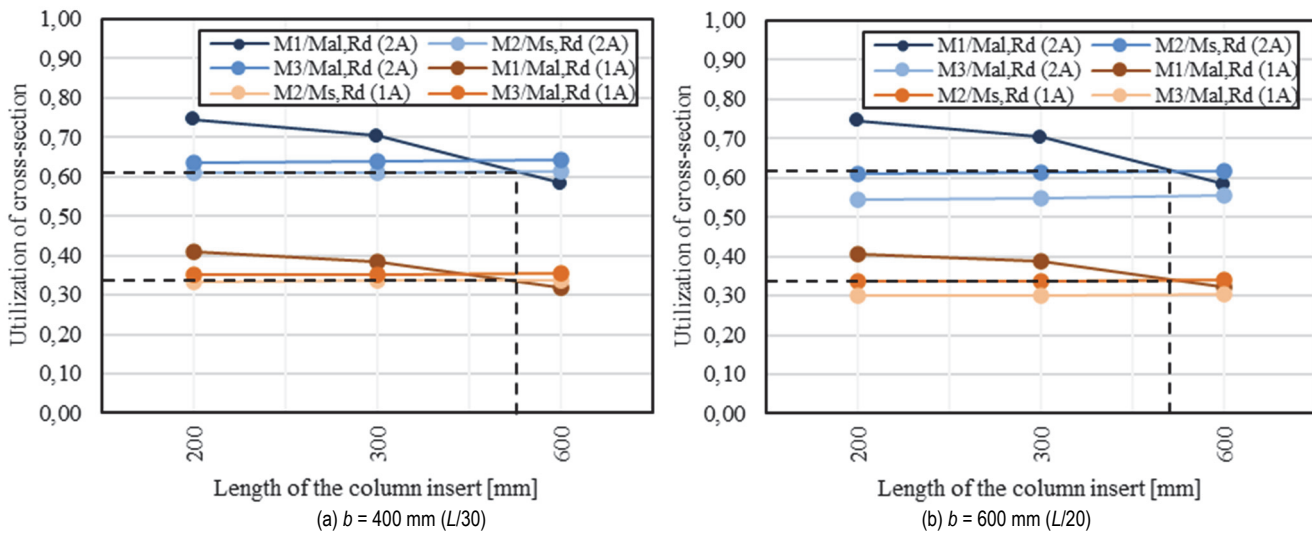 1,00
0,90
0,80
0,70
0,60
0,50
0,40
0,30
0,20
0,10
0,00
Utilization of cross-section
M1/Mal,Rd (2A) M2/Ms,Rd (2A)
M3/Mal,Rd (2A) M1/Mal,Rd (1A)
M2/Ms,Rd (1A) M3/Mal,Rd (1A)
200 300 600
Length of the column insert [mm]
(a) b = 400 mm (L/30)
1,00
0,90
0,80
0,70
0,60
0,50
0,40
0,30
0,20
0,10
0,00
Utilization of cross-section
M1/Mal,Rd (2A) M2/Ms,Rd (2A)
M3/Mal,Rd (2A) M1/Mal,Rd (1A)
M2/Ms,Rd (1A) M3/Mal,Rd (1A)
200 300 600
Length of the column insert [mm]
(b) b = 600 mm (L/20)